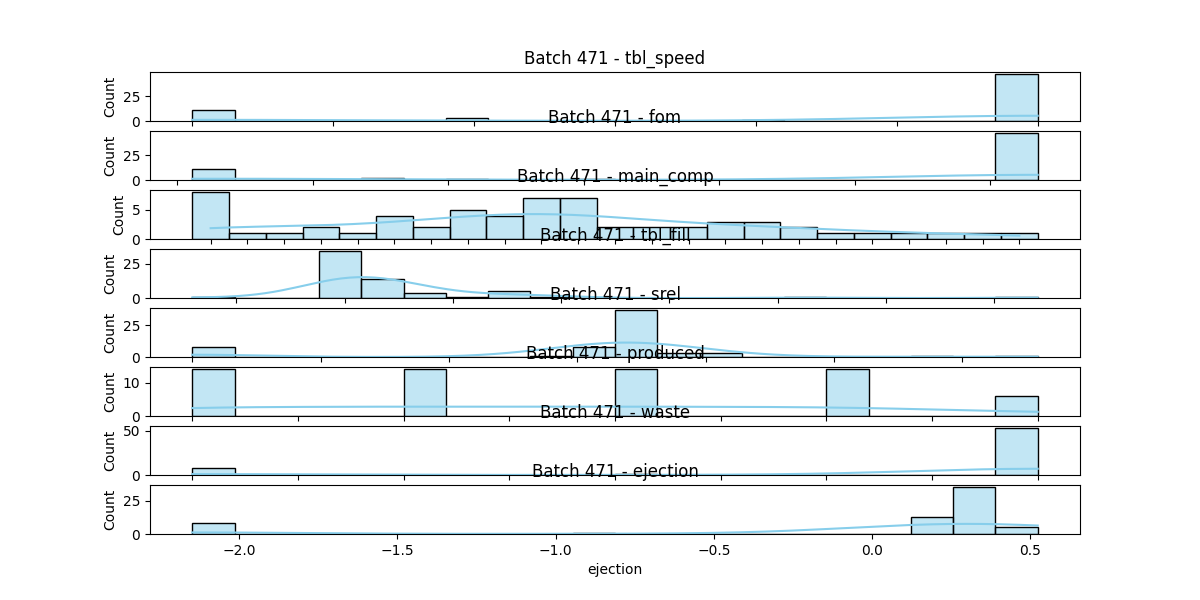 Batch 471 - tbl_speed
Count
25
0
Batch 471 - fom
Count
25
0
Batch 471 - main_comp
Count
5
0
Batch 471 - tbl_fill
Count
25
0
Batch 471 - srel
Count
25
0
Batch 471 - produced
Count
10
0
Batch 471 - waste
Count
50
0
Batch 471 - ejection
Count
25
0
−2.0 −1.5 −1.0 −0.5 0.0 0.5
ejection